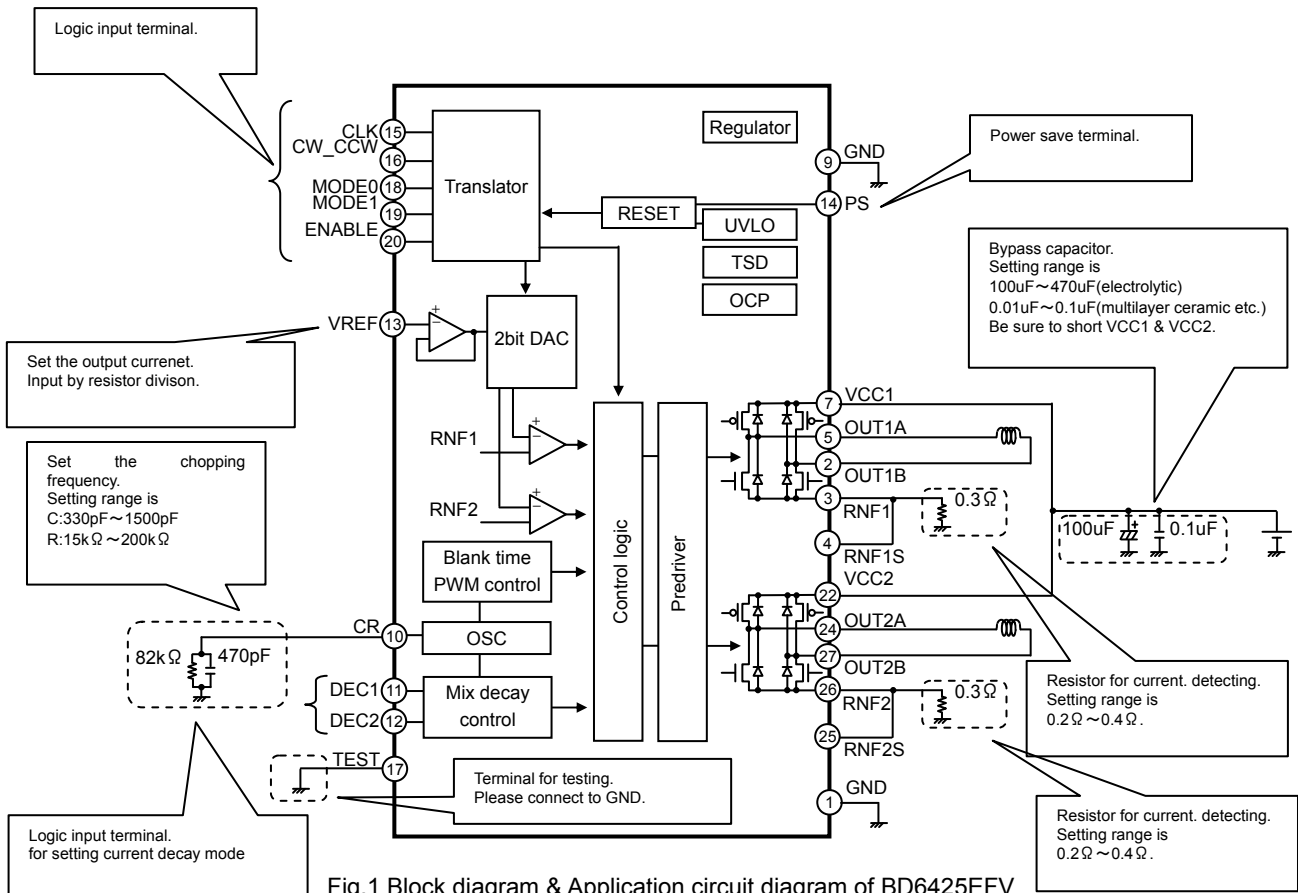 Logic input terminal.
CLK
15
CW_CCW
16
MODE0
18
MODE1
19
ENABLE
20
Translator
Regulator
9
GND
14
PS
Power save terminal.
RESET
UVLO
TSD
OCP
Bypass capacitor.
Setting range is
100uF～470uF(electrolytic)
0.01uF～0.1uF(multilayer ceramic etc.)
Be sure to short VCC1 & VCC2.
VREF
13
+
−
2bit DAC
Set the output currenet.
Input by resistor divison.
Set the chopping
frequency.
Setting range is
C:330pF～1500pF
R:15kΩ～200kΩ
RNF1
+
−
RNF2
+
−
Control logic
Predriver
7
VCC1
5
OUT1A
2
OUT1B
3
RNF1
0.3Ω
4
RNF1S
100uF
+
0.1uF
Blank time
PWM control
VCC2
22
OUT2A
24
27
OUT2B
26
RNF2
0.3Ω
25
RNF2S
CR
10
OSC
82kΩ
470pF
DEC1
11
DEC2
12
Mix decay
control
TEST
17
Terminal for testing.
Please connect to GND.
GND
1
Resistor for current. detecting.
Setting range is
0.2Ω～0.4Ω.
Logic input terminal.
for setting current decay mode
Resistor for current. detecting.
Setting range is
0.2Ω～0.4Ω.
Fig.1 Block diagram & Application circuit diagram of BD6425EFV